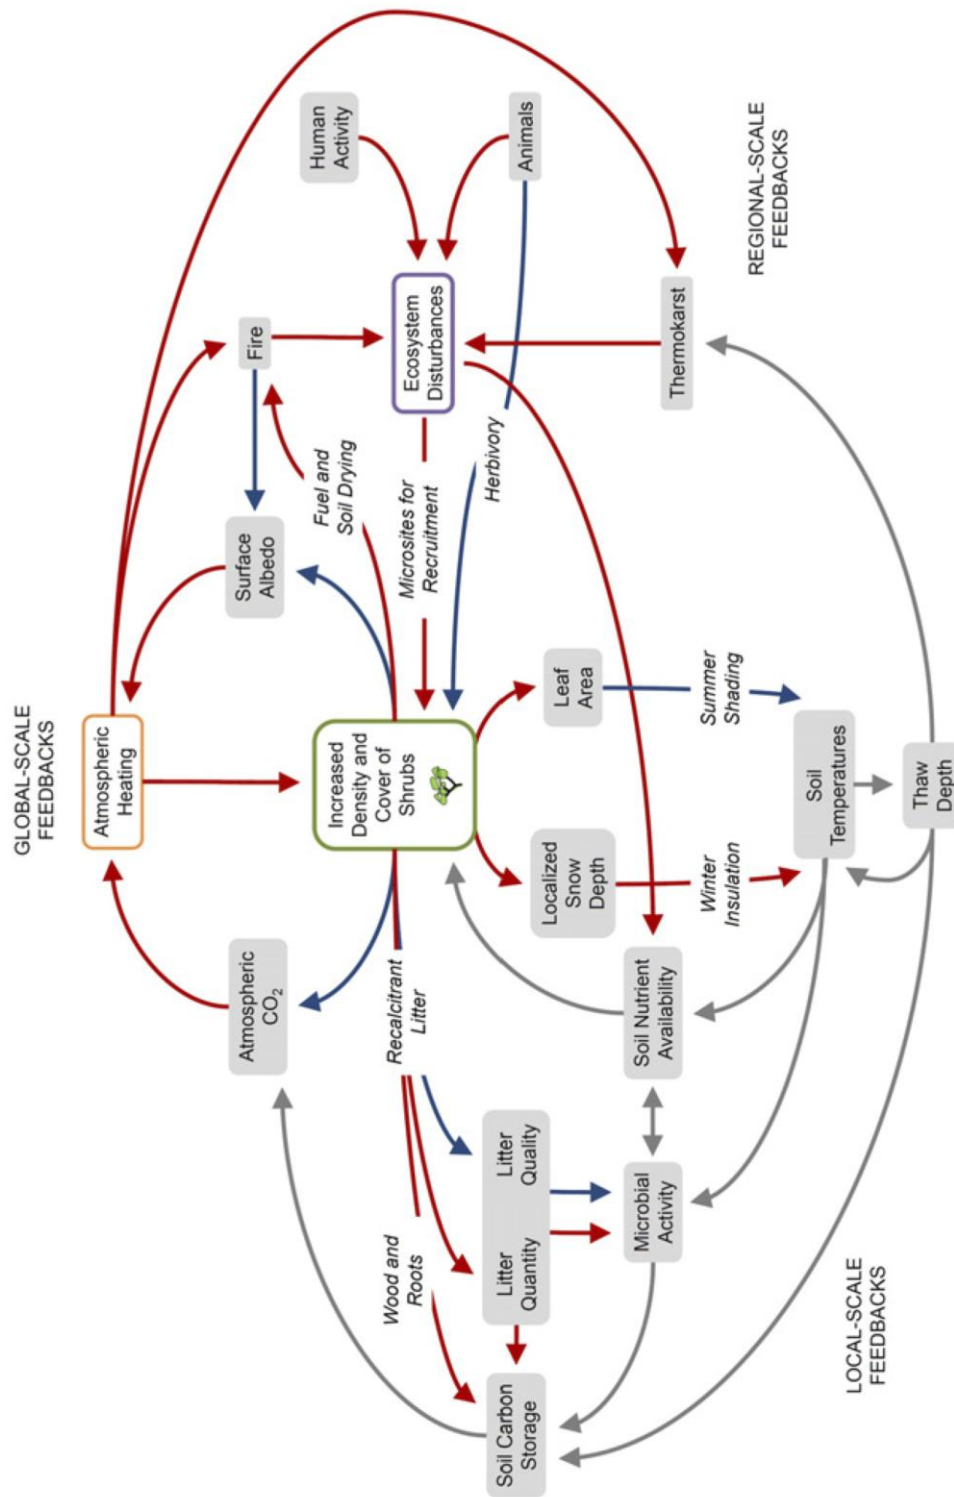 GLOBAL-SCALE
FEEDBACKS
Atmospheric
Heating
Atmospheric
CO₂
Surface
Albedo
Fire
Human
Activity
Fuel and
Soil Drying
Increased
Density and
Cover of
Shrubs
Recalcitrant
Litter
Wood and
Roots
Microsites for
Recruitment
Ecosystem
Disturbances
Animals
Herbivory
Soil Carbon
Storage
Litter
Quantity
Litter
Quality
Localized
Snow
Depth
Leaf
Area
Microbial
Activity
Soil Nutrient
Availability
Winter
Insulation
Summer
Shading
Thermokarst
REGIONAL-SCALE
FEEDBACKS
Soil
Temperatures
Thaw
Depth
LOCAL-SCALE
FEEDBACKS